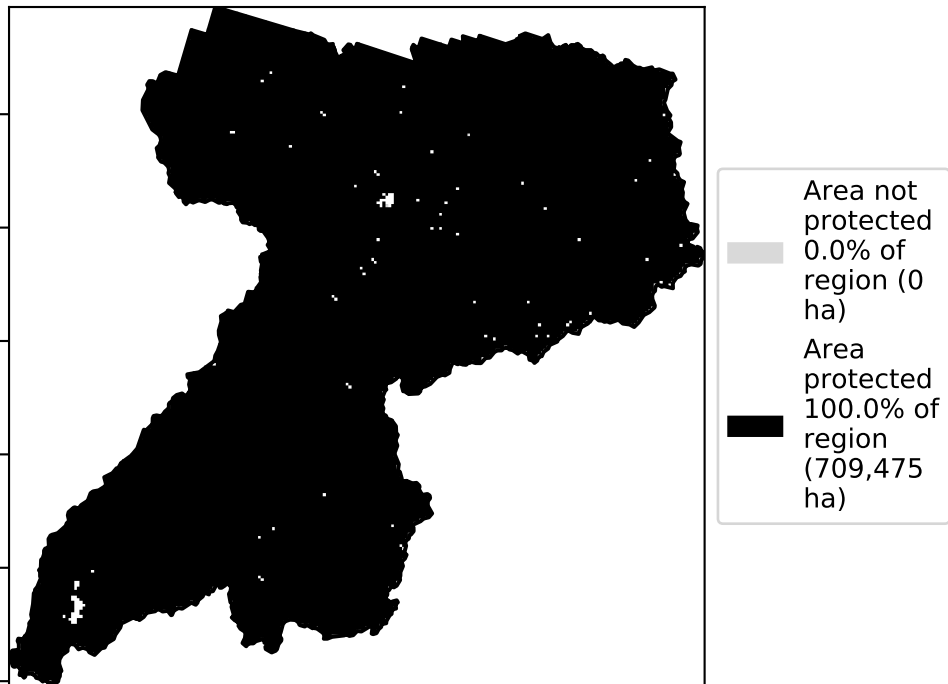 Area not
protected
0.0% of
region (0
ha)
Area
protected
100.0% of
region
(709,475
ha)